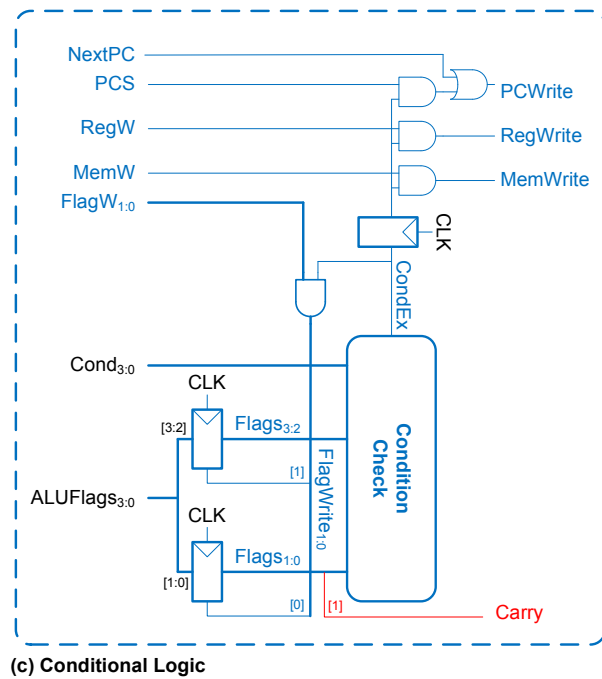 NextPC
PCS
PCWrite
RegW
RegWrite
MemW
MemWrite
FlagW1:0
CLK
CondEx
Cond3:0
CLK
[3:2]
Flags3:2
Condition
Check
[1]
FlagWrite1:0
ALUFlags3:0
CLK
Flags1:0
[1:0]
[0]
[1]
Carry
(c) Conditional Logic